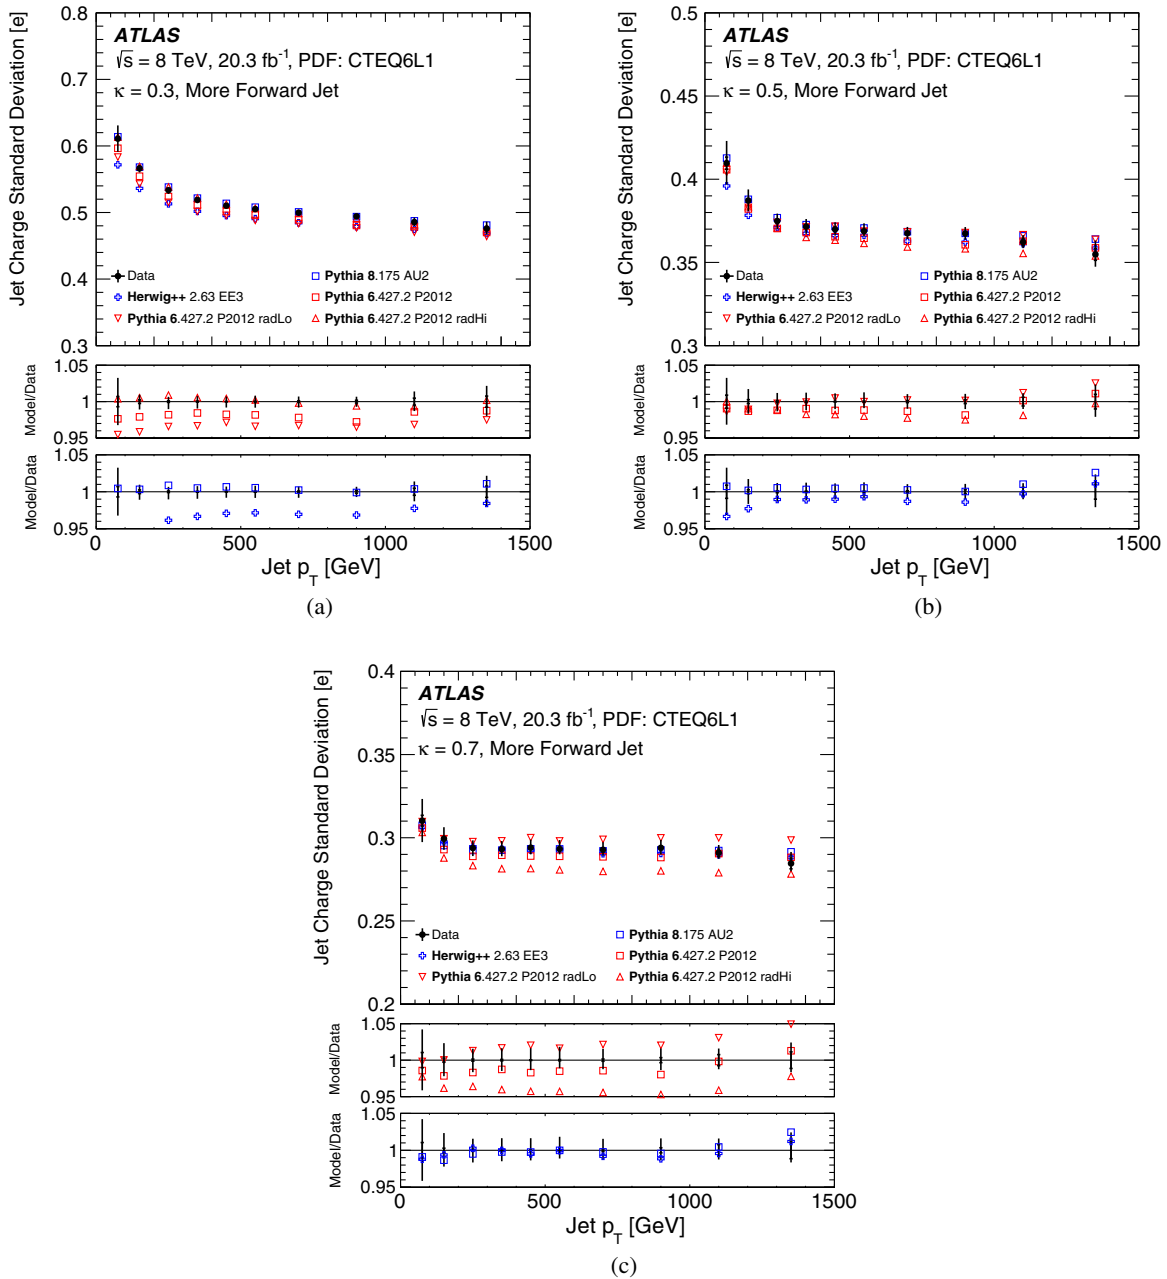 Jet Charge Standard Deviation [e]
0.8
0.7
0.6
0.5
0.4
0.3
ATLAS
√s = 8 TeV, 20.3 fb⁻¹, PDF: CTEQ6L1
κ = 0.3, More Forward Jet
Data
Pythia 8.175 AU2
Herwig++ 2.63 EE3
Pythia 6.427.2 P2012
Pythia 6.427.2 P2012 radLo
Pythia 6.427.2 P2012 radHi
Model/Data
1.05
1
0.95
Model/Data
1.05
1
0.95
0 500 1000 1500
Jet p_T [GeV]
(a)
Jet Charge Standard Deviation [e]
0.5
0.45
0.4
0.35
0.3
ATLAS
√s = 8 TeV, 20.3 fb⁻¹, PDF: CTEQ6L1
κ = 0.5, More Forward Jet
Data
Pythia 8.175 AU2
Herwig++ 2.63 EE3
Pythia 6.427.2 P2012
Pythia 6.427.2 P2012 radLo
Pythia 6.427.2 P2012 radHi
Model/Data
1.05
1
0.95
Model/Data
1.05
1
0.95
0 500 1000 1500
Jet p_T [GeV]
(b)
Jet Charge Standard Deviation [e]
0.4
0.35
0.3
0.25
0.2
ATLAS
√s = 8 TeV, 20.3 fb⁻¹, PDF: CTEQ6L1
κ = 0.7, More Forward Jet
Data
Pythia 8.175 AU2
Herwig++ 2.63 EE3
Pythia 6.427.2 P2012
Pythia 6.427.2 P2012 radLo
Pythia 6.427.2 P2012 radHi
Model/Data
1.05
1
0.95
Model/Data
1.05
1
0.95
0 500 1000 1500
Jet p_T [GeV]
(c)